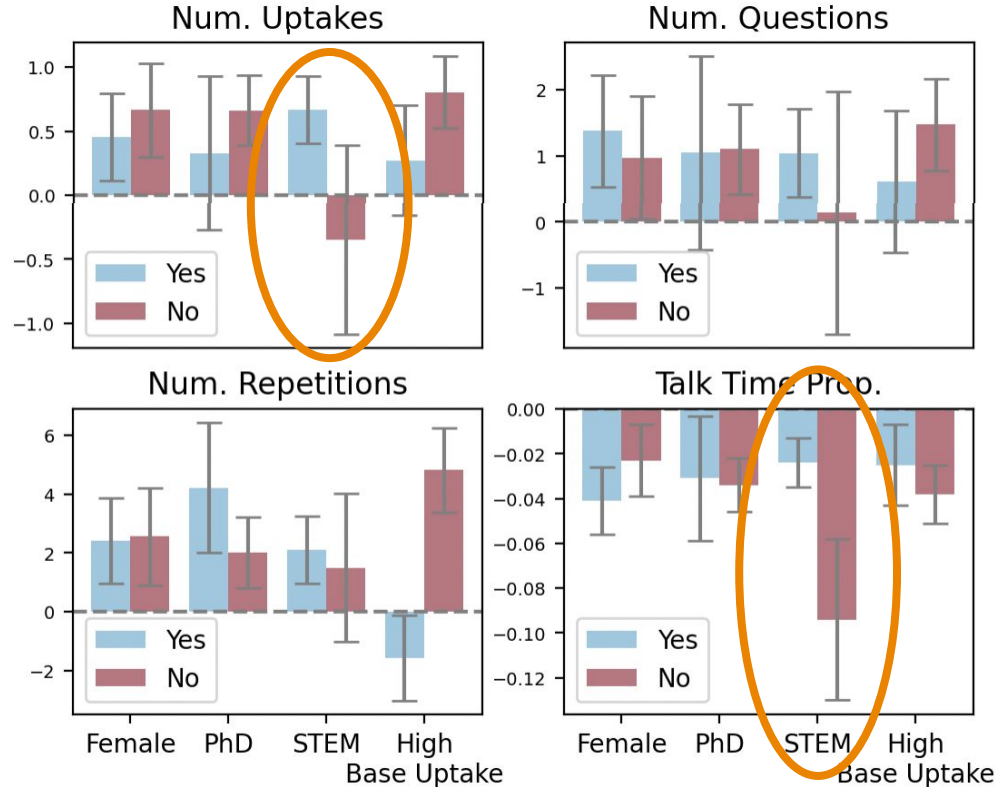 Num. Uptakes
1.0
0.5
0.0
−0.5
−1.0
Yes
No
Num. Questions
2
1
0
−1
Yes
No
Num. Repetitions
6
4
2
0
−2
Yes
No
Female PhD STEM High
Base Uptake
Talk Time Prop.
0.00
−0.02
−0.04
−0.06
−0.08
−0.10
−0.12
Yes
No
Female PhD STEM High
Base Uptake